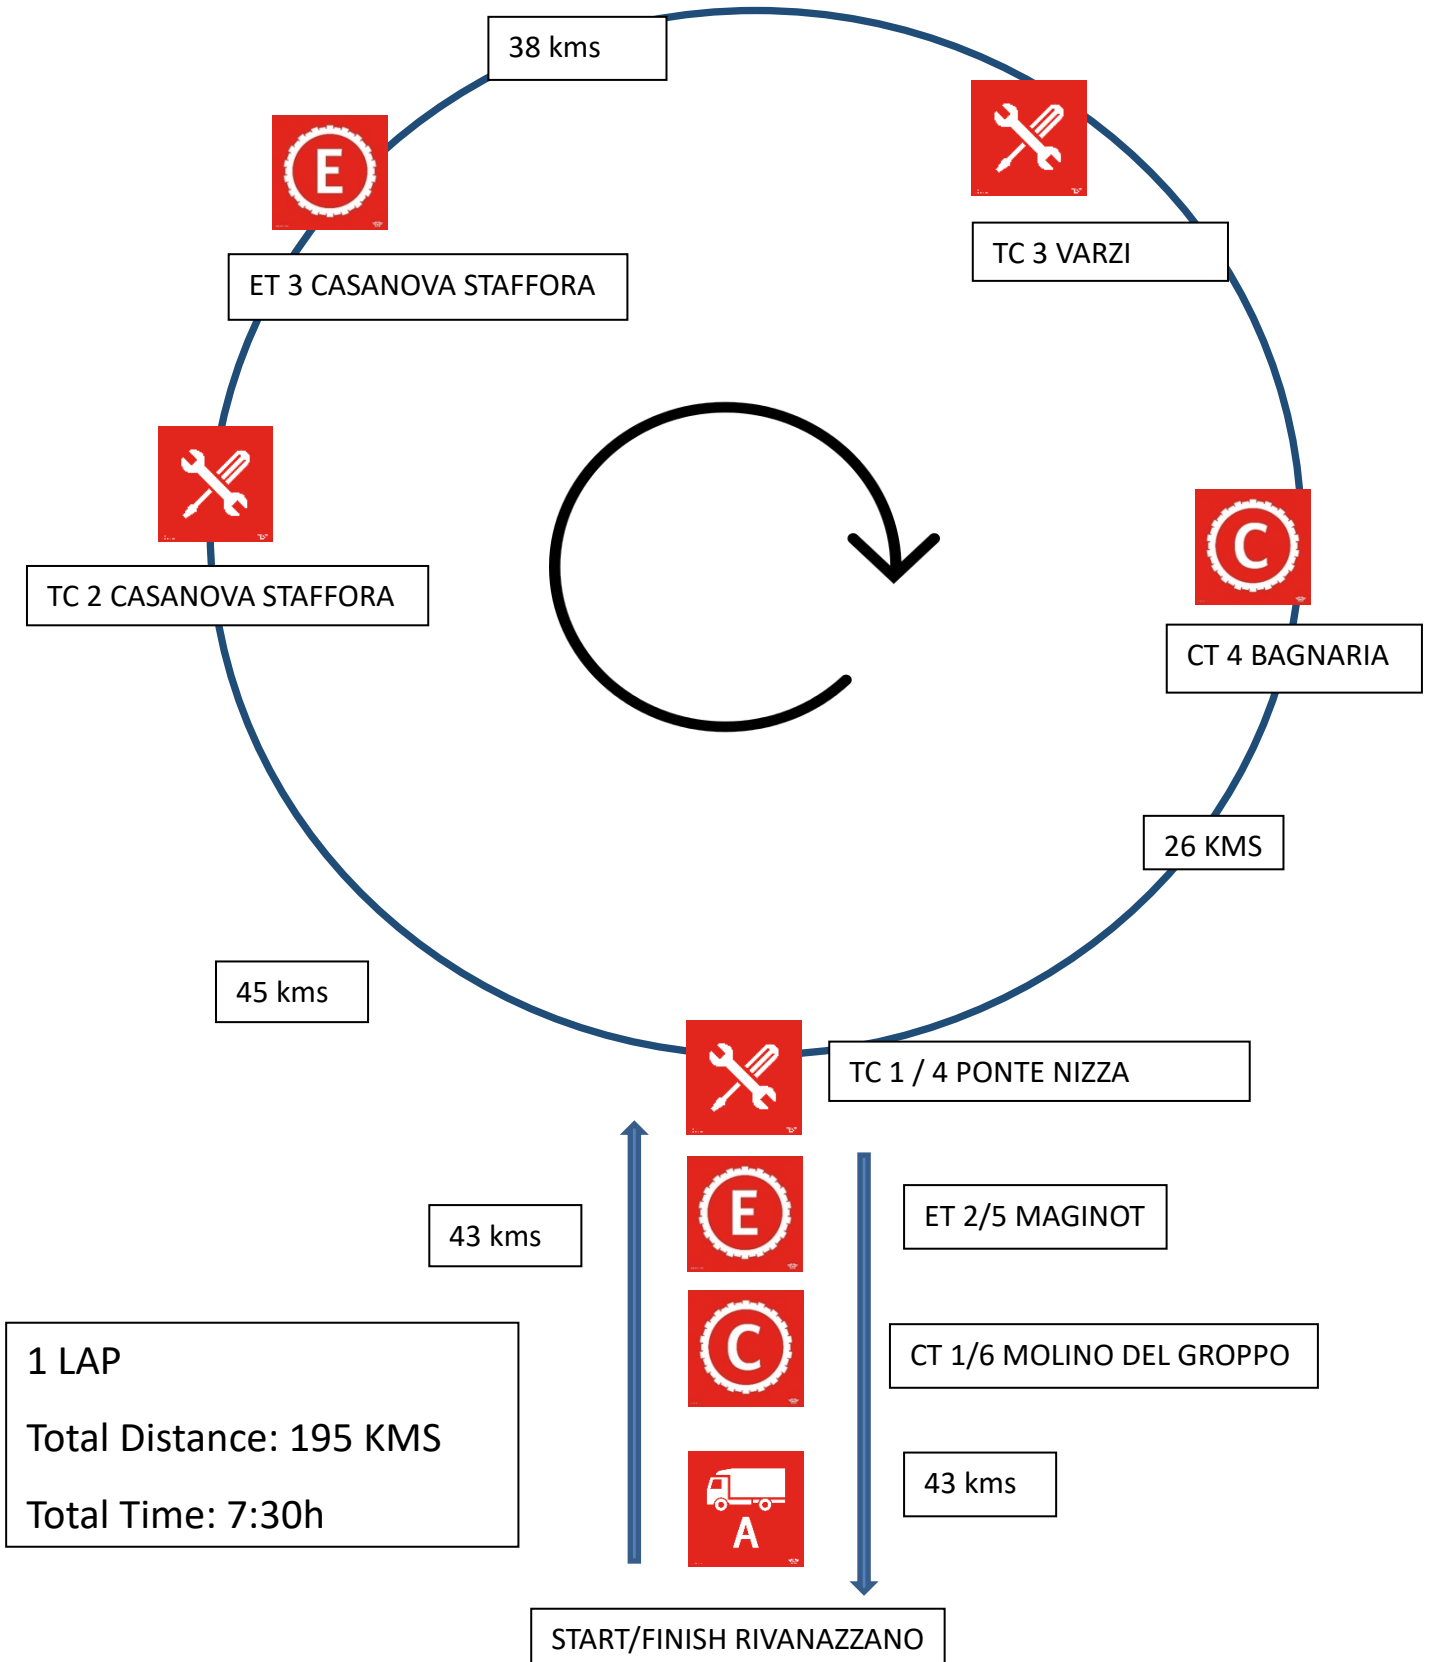 38 kms
E
TC 3 VARZI
ET 3 CASANOVA STAFFORA
C
TC 2 CASANOVA STAFFORA
CT 4 BAGNARIA
26 KMS
45 kms
TC 1 / 4 PONTE NIZZA
E
ET 2/5 MAGINOT
43 kms
C
CT 1/6 MOLINO DEL GROPPO
1 LAP
Total Distance: 195 KMS
Total Time: 7:30h
A
43 kms
START/FINISH RIVANAZZANO